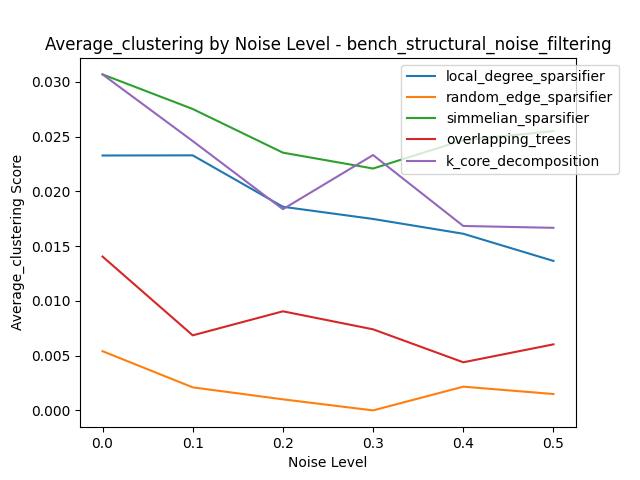 Average_clustering by Noise Level - bench_structural_noise_filtering
local_degree_sparsifier
random_edge_sparsifier
simmelian_sparsifier
overlapping_trees
k_core_decomposition
Average_clustering Score
0.030
0.025
0.020
0.015
0.010
0.005
0.000
0.0 0.1 0.2 0.3 0.4 0.5
Noise Level